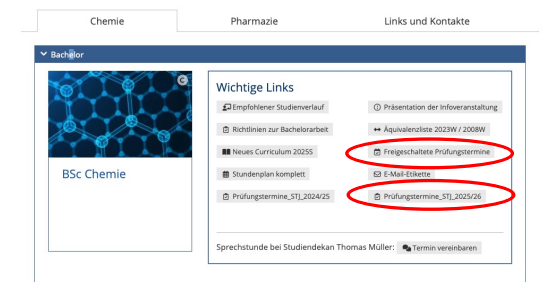 Chemie Pharmazie Links und Kontakte
Bachelor
Wichtige Links
Empfohlener Studienverlauf
Präsentation der Infoveranstaltung
Richtlinien zur Bachelorarbeit
Äquivalenzliste 2023W / 2008W
Neues Curriculum 2025S
Freigeschaltete Prüfungstermine
Stundenplan komplett
E-Mail-Etikette
Prüfungstermine_STJ_2024/25
Prüfungstermine_STJ_2025/26
Sprechstunde bei Studiendekan Thomas Müller: Termin vereinbaren
C
BSc Chemie